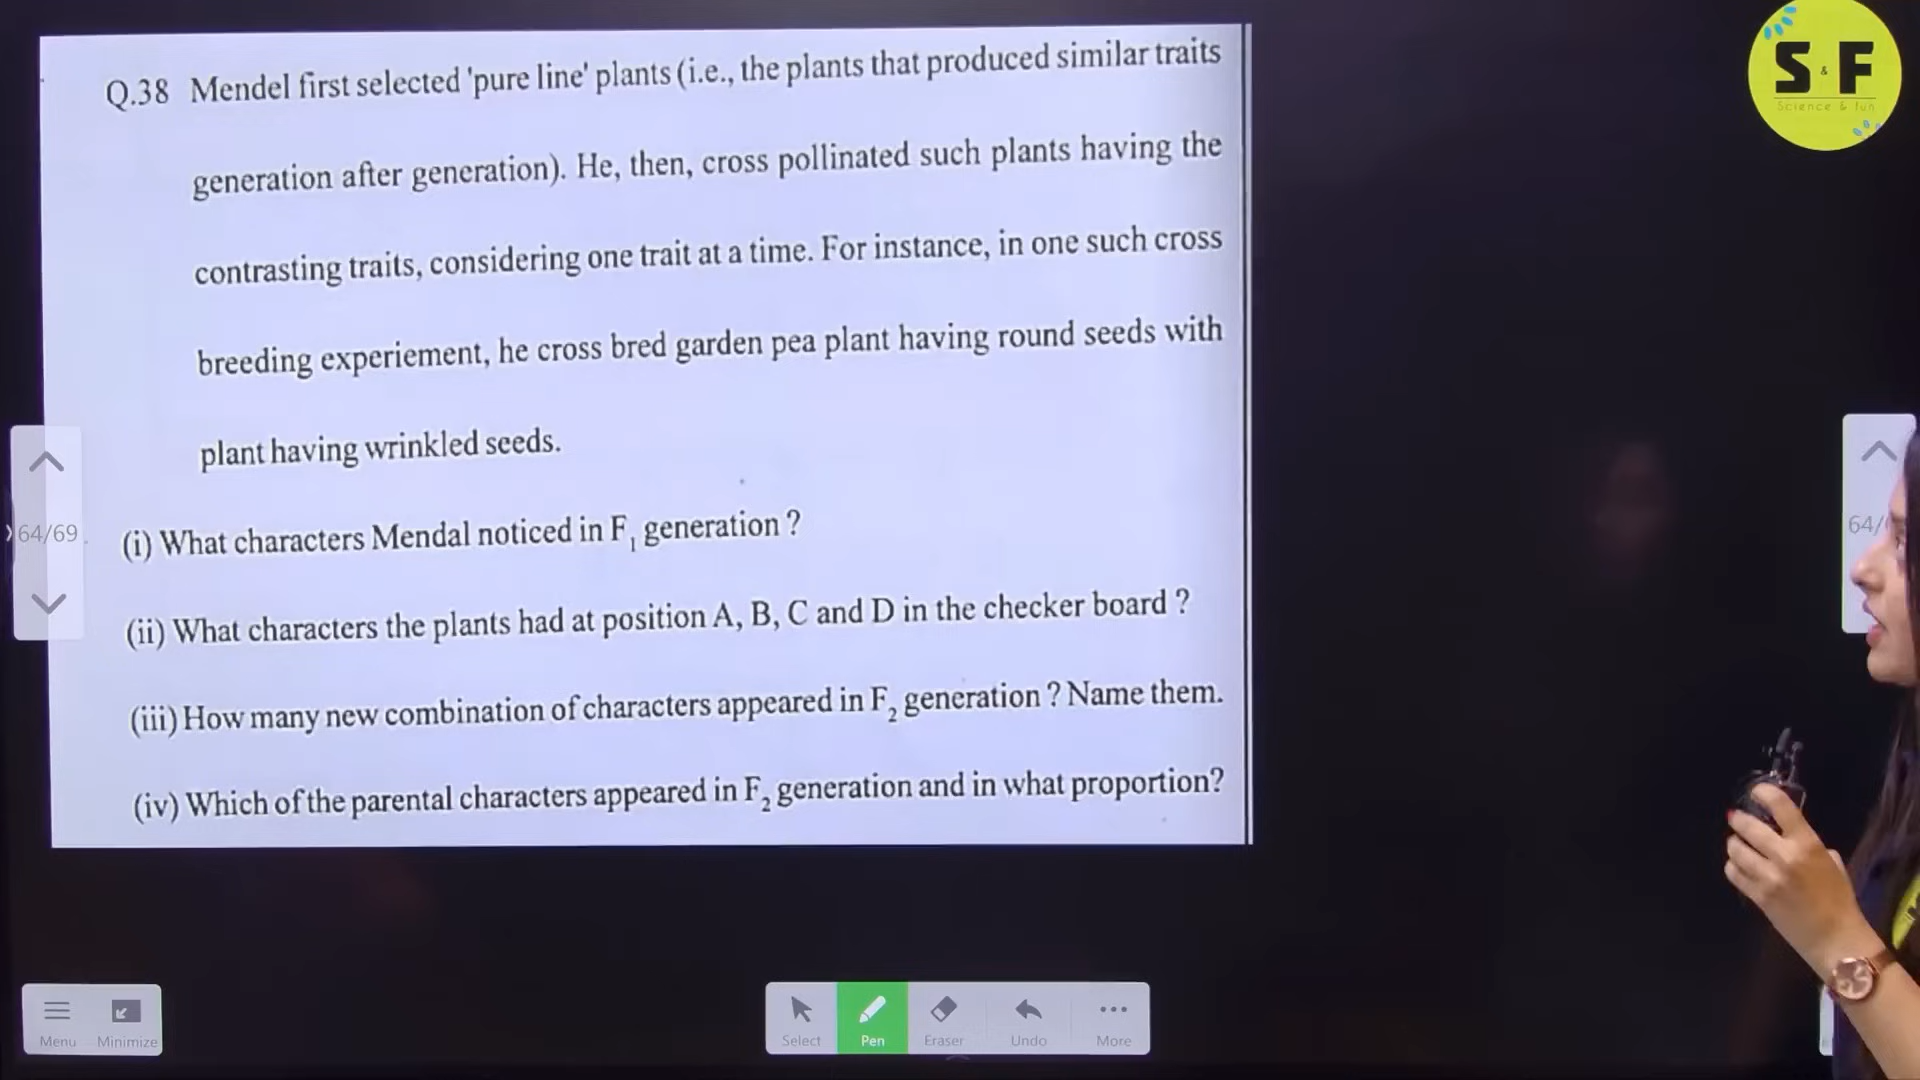 Q.38 Mendel first selected 'pure line' plants (i.e., the plants that produced similar traits
generation after generation). He, then, cross pollinated such plants having the
contrasting traits, considering one trait at a time. For instance, in one such cross
breeding experiement, he cross bred garden pea plant having round seeds with
plant having wrinkled seeds.
(i) What characters Mendal noticed in F₁ generation ?
(ii) What characters the plants had at position A, B, C and D in the checker board ?
(iii) How many new combination of characters appeared in F₂ generation ? Name them.
(iv) Which of the parental characters appeared in F₂ generation and in what proportion?
S & F
Science & fun
64/69
64/
Menu Minimize
Select Pen Eraser Undo More